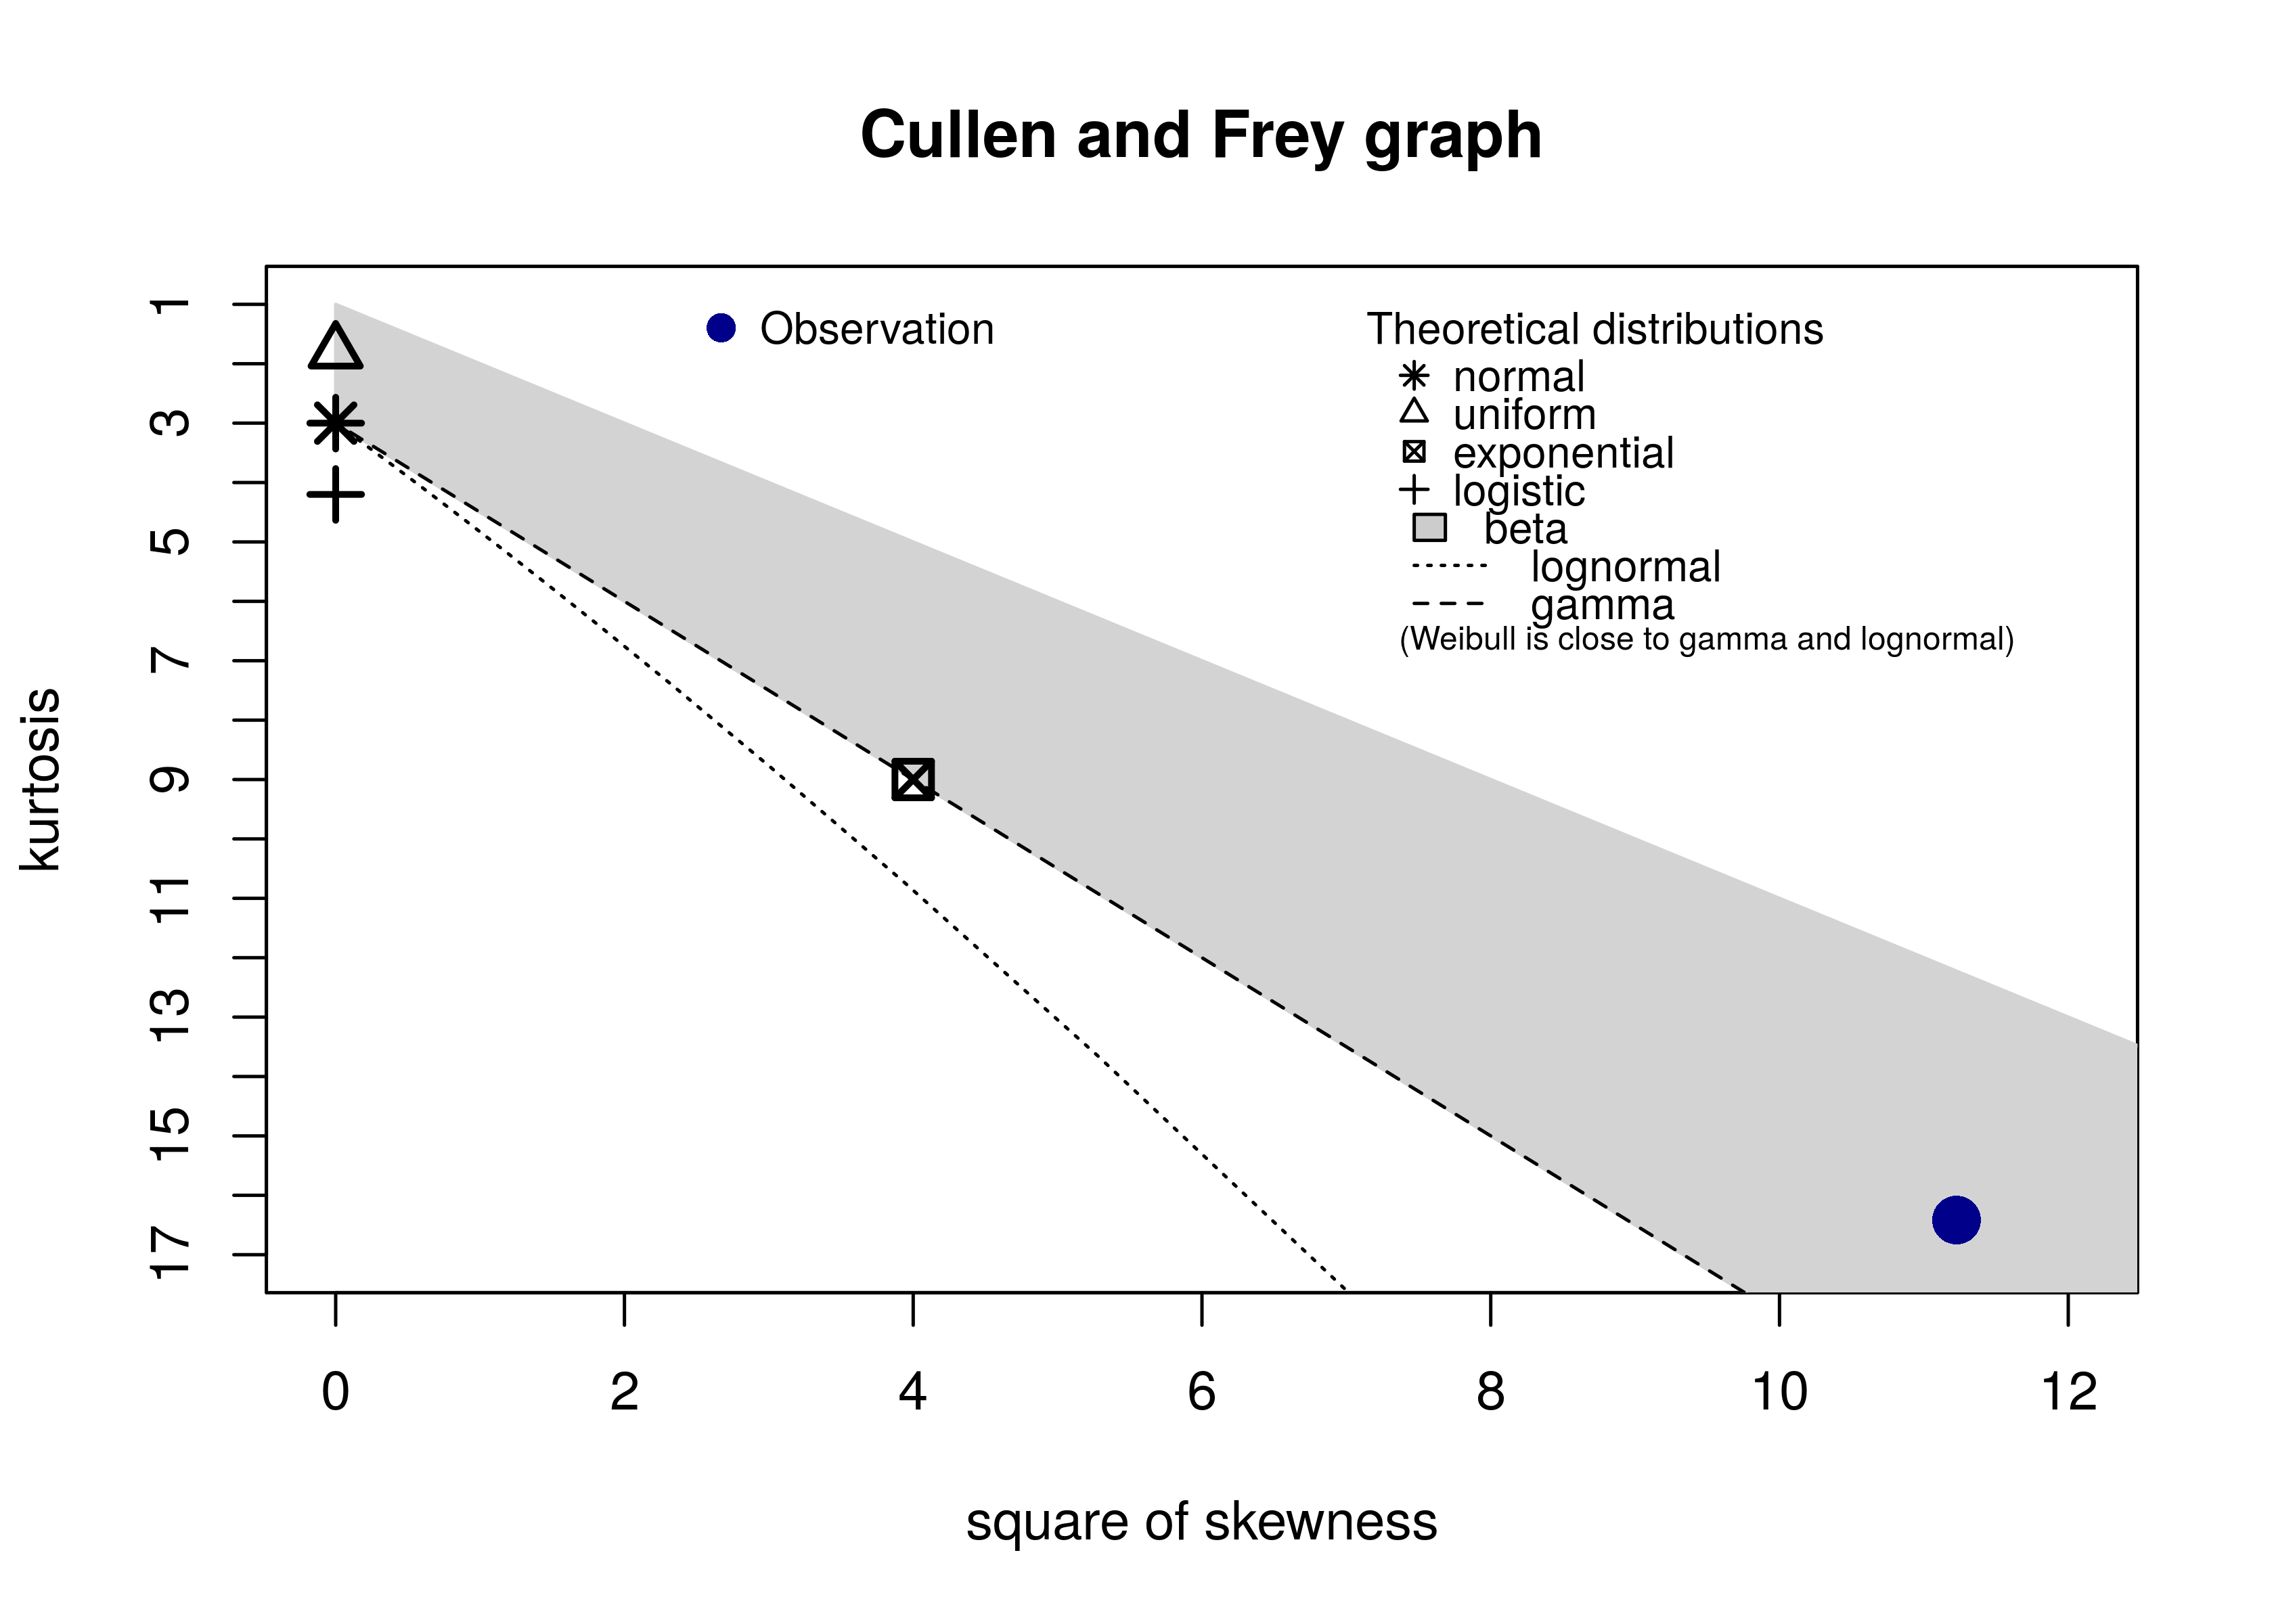 Cullen and Frey graph
Observation
Theoretical distributions
normal
uniform
exponential
logistic
beta
lognormal
gamma
(Weibull is close to gamma and lognormal)
kurtosis
1
3
5
7
9
11
13
15
17
0 2 4 6 8 10 12
square of skewness